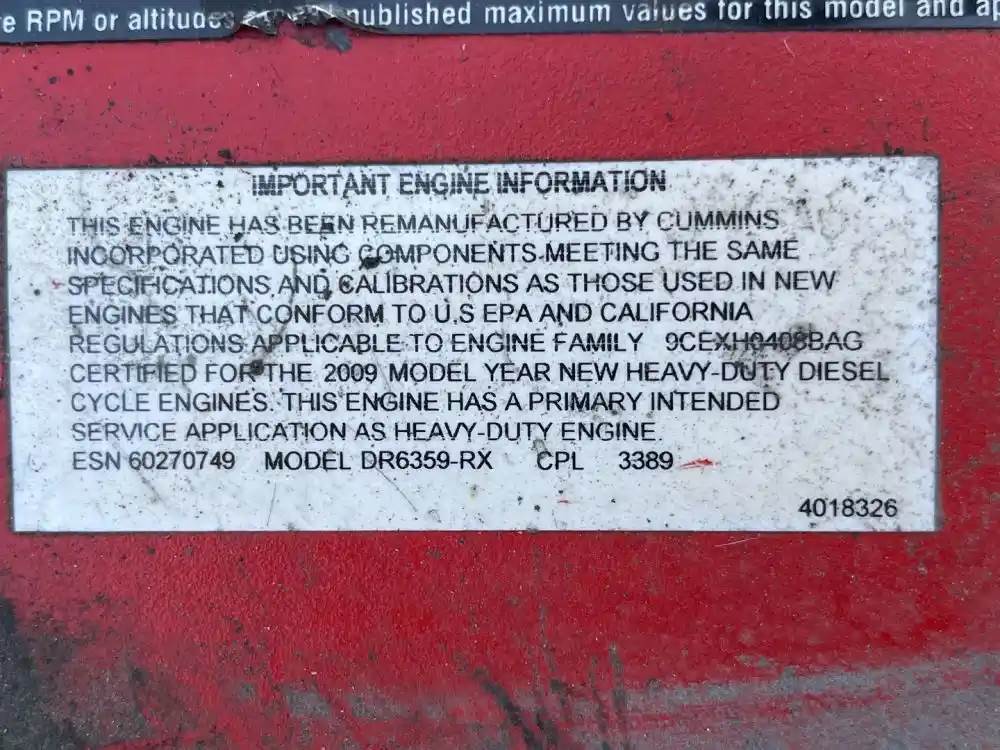 e RPM or altitudes published maximum values for this model and ap
IMPORTANT ENGINE INFORMATION
THIS ENGINE HAS BEEN REMANUFACTURED BY CUMMINS
INCORPORATED USING COMPONENTS MEETING THE SAME
SPECIFICATIONS AND CALIBRATIONS AS THOSE USED IN NEW
ENGINES THAT CONFORM TO U.S EPA AND CALIFORNIA
REGULATIONS APPLICABLE TO ENGINE FAMILY 9CEXH0408BAG
CERTIFIED FOR THE 2009 MODEL YEAR NEW HEAVY-DUTY DIESEL
CYCLE ENGINES. THIS ENGINE HAS A PRIMARY INTENDED
SERVICE APPLICATION AS HEAVY-DUTY ENGINE.
ESN 60270749 MODEL DR6359-RX CPL 3389
4018326